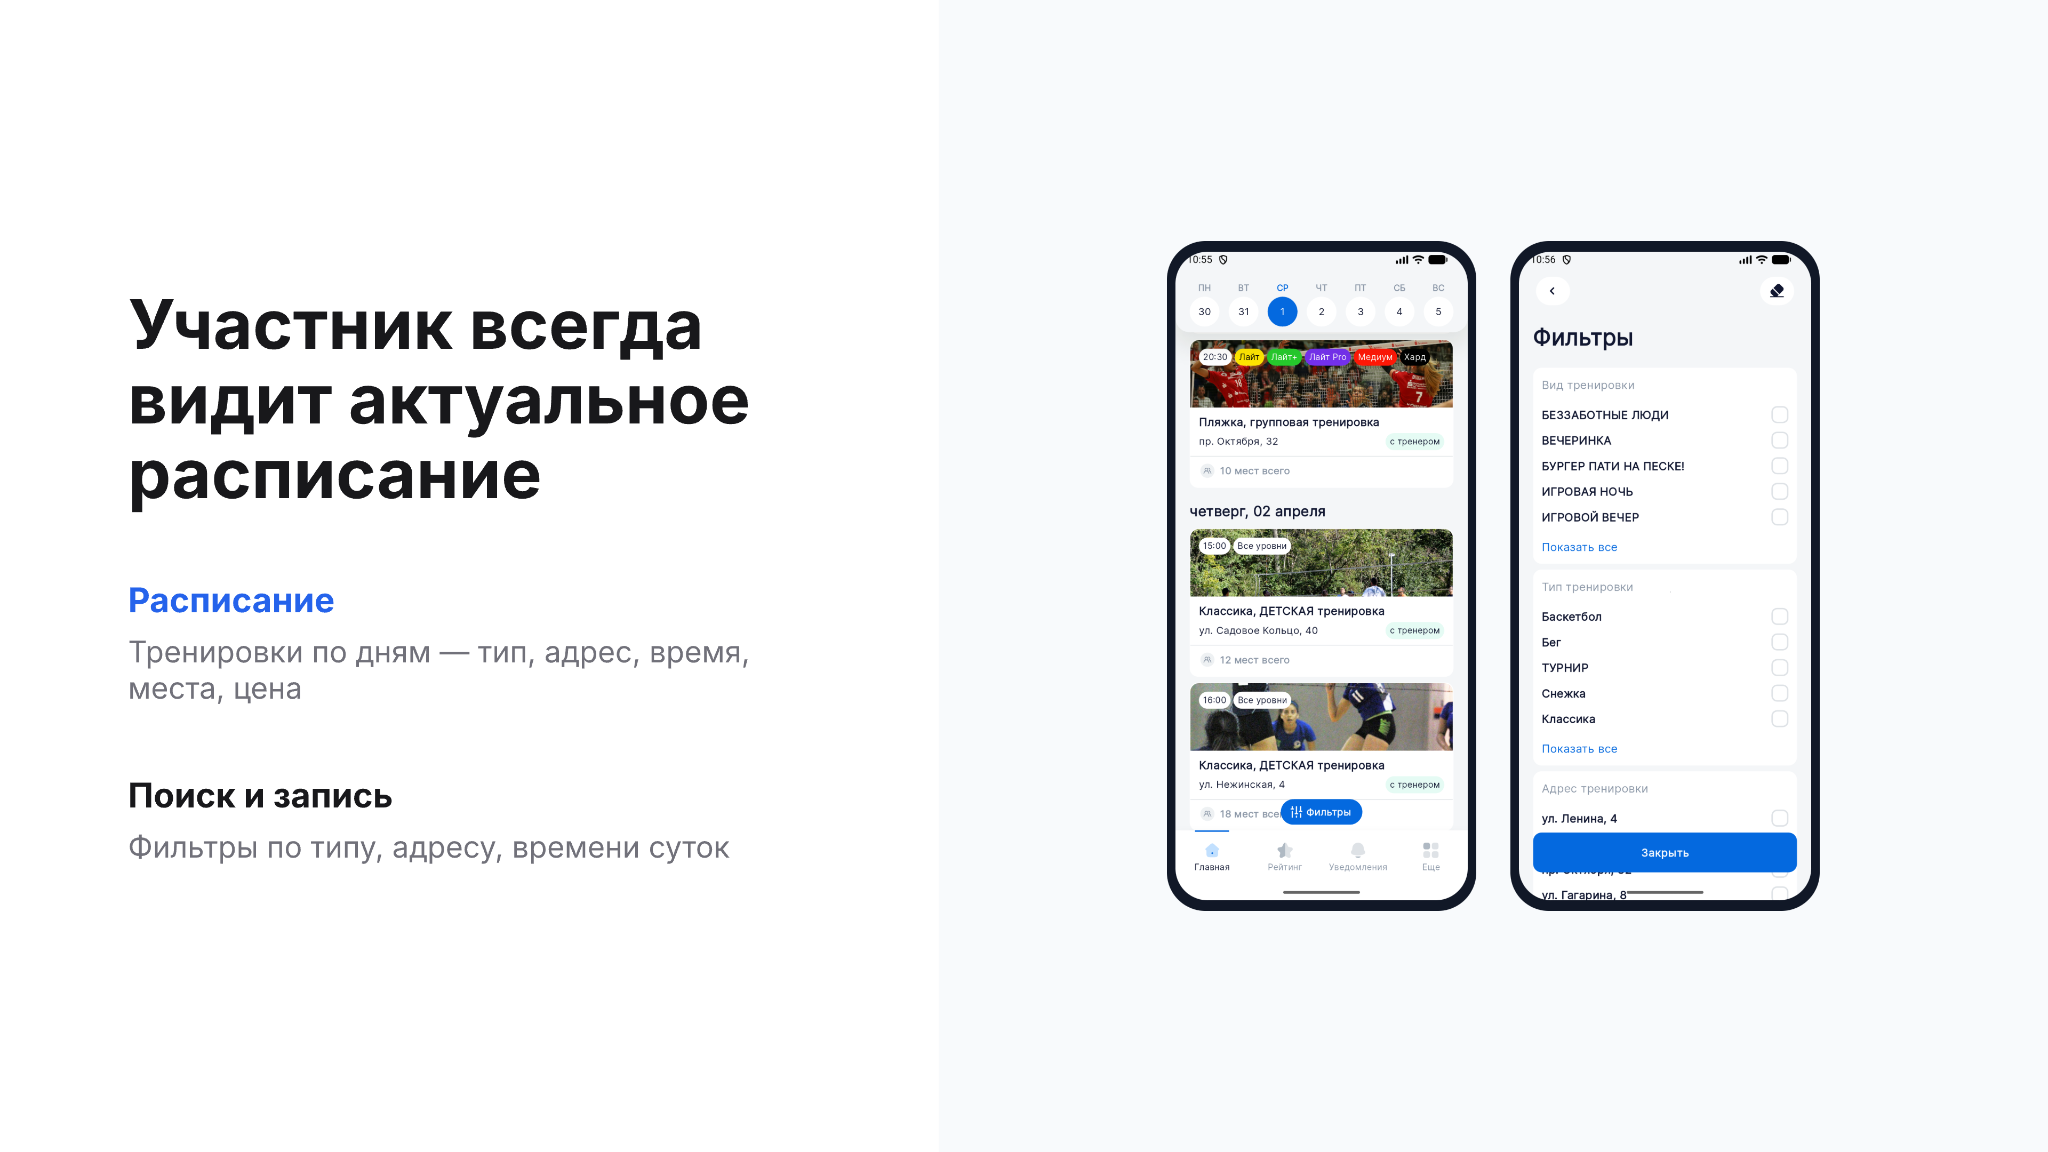 Участник всегда
видит актуальное
расписание
Расписание
Тренировки по дням — тип, адрес, время,
места, цена
Поиск и запись
Фильтры по типу, адресу, времени суток
10:55
ПН ВТ СР ЧТ ПТ СБ ВС
30 31 1 2 3 4 5
20:30 Лайт Лайт+ Лайт Pro Медиум Хард
Пляжка, групповая тренировка
пр. Октября, 32 с тренером
10 мест всего
четверг, 02 апреля
15:00 Все уровни
Классика, ДЕТСКАЯ тренировка
ул. Садовое Кольцо, 40 с тренером
12 мест всего
16:00 Все уровни
Классика, ДЕТСКАЯ тренировка
ул. Нежинская, 4 с тренером
18 мест всег
Фильтры
Главная Рейтинг Уведомления Еще
10:56
Фильтры
Вид тренировки
БЕЗЗАБОТНЫЕ ЛЮДИ
ВЕЧЕРИНКА
БУРГЕР ПАТИ НА ПЕСКЕ!
ИГРОВАЯ НОЧЬ
ИГРОВОЙ ВЕЧЕР
Показать все
Тип тренировки
Баскетбол
Бег
ТУРНИР
Снежка
Классика
Показать все
Адрес тренировки
ул. Ленина, 4
Закрыть
ул. Гагарина, 8